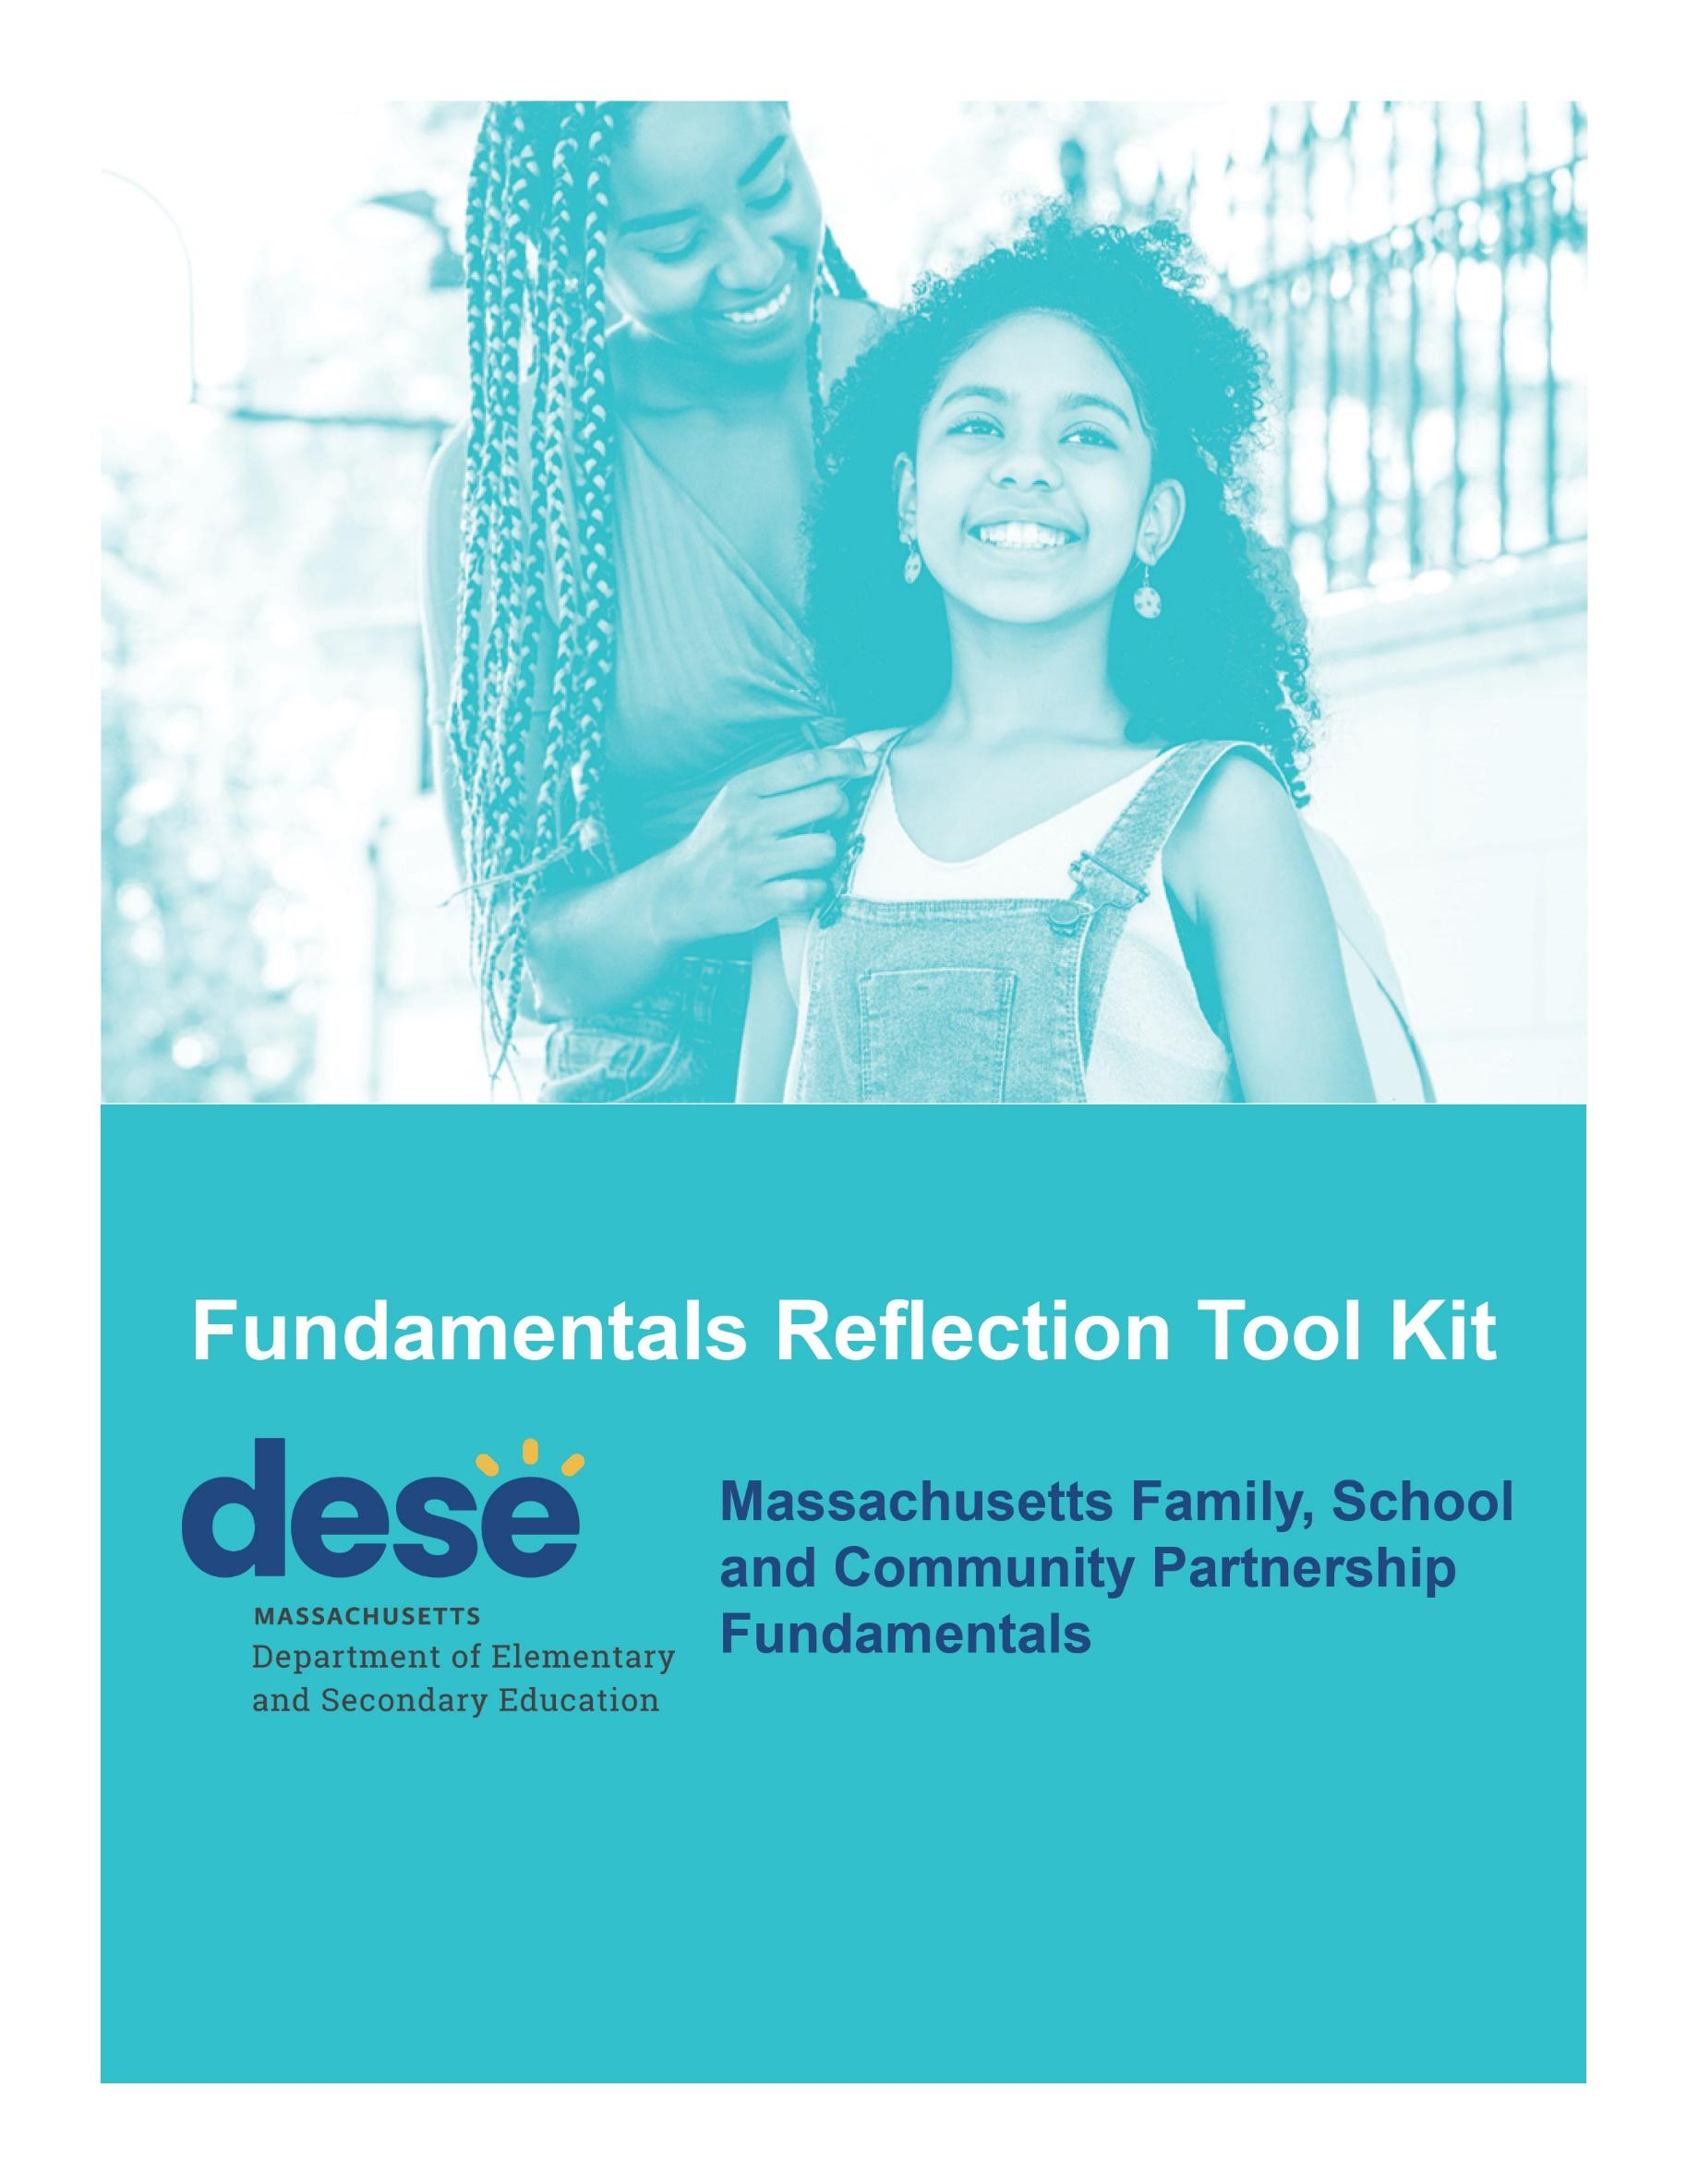 Fundamentals Reflection Tool Kit
dese
MASSACHUSETTS
Department of Elementary
and Secondary Education
Massachusetts Family, School
and Community Partnership
Fundamentals